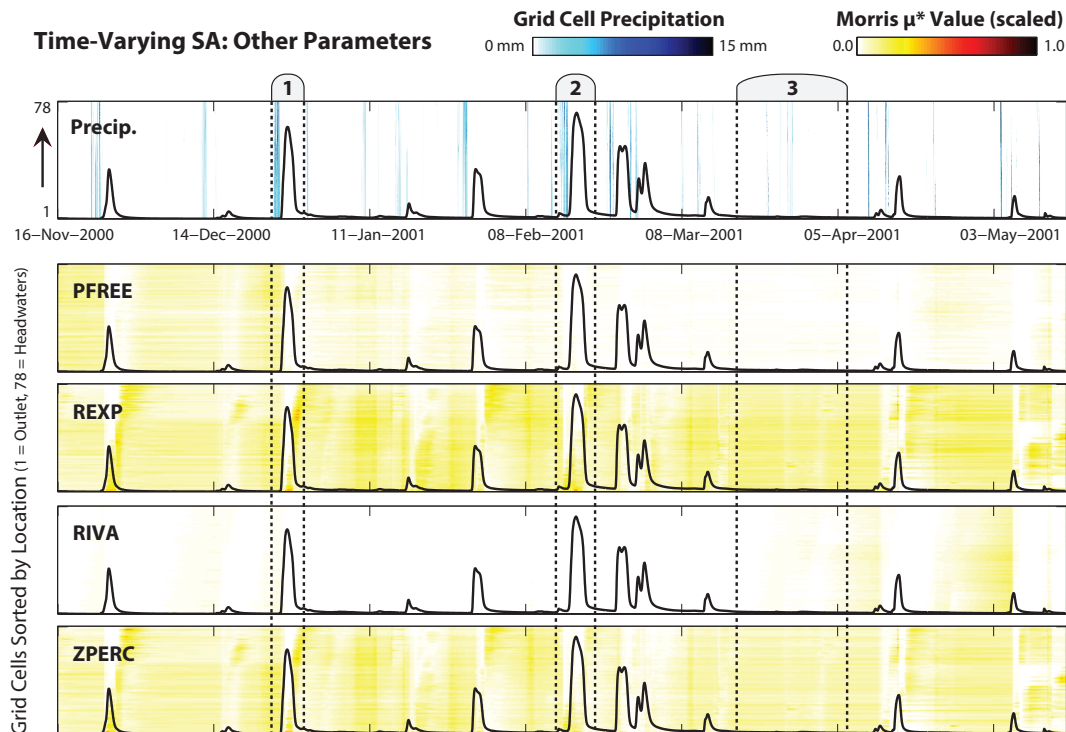 Time-Varying SA: Other Parameters
Grid Cell Precipitation
0 mm 15 mm
Morris μ* Value (scaled)
0.0 1.0
1 2 3
78
Precip.
1
16–Nov–2000 14–Dec–2000 11–Jan–2001 08–Feb–2001 08–Mar–2001 05–Apr–2001 03–May–2001
Grid Cells Sorted by Location (1 = Outlet, 78 = Headwaters)
PFREE
REXP
RIVA
ZPERC